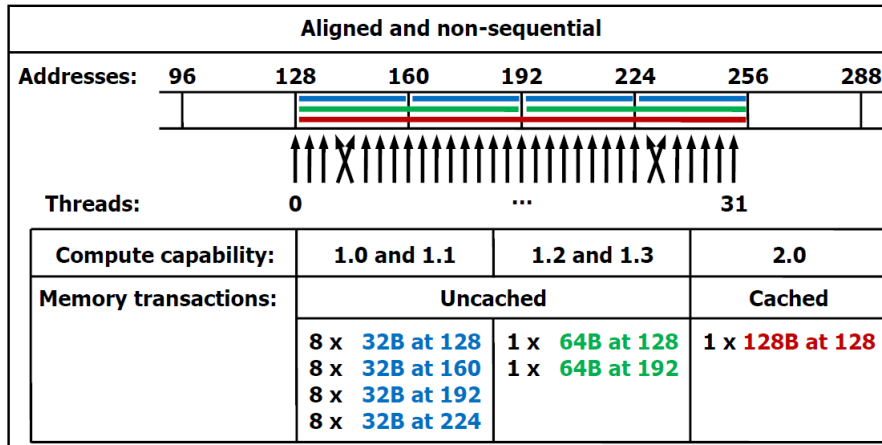 Aligned and non-sequential
Addresses: 96 128 160 192 224 256 288
Threads: 0 ... 31
Compute capability: 1.0 and 1.1 1.2 and 1.3 2.0
Memory transactions: Uncached Cached
8 x 32B at 128 1 x 64B at 128 1 x 128B at 128
8 x 32B at 160 1 x 64B at 192
8 x 32B at 192
8 x 32B at 224